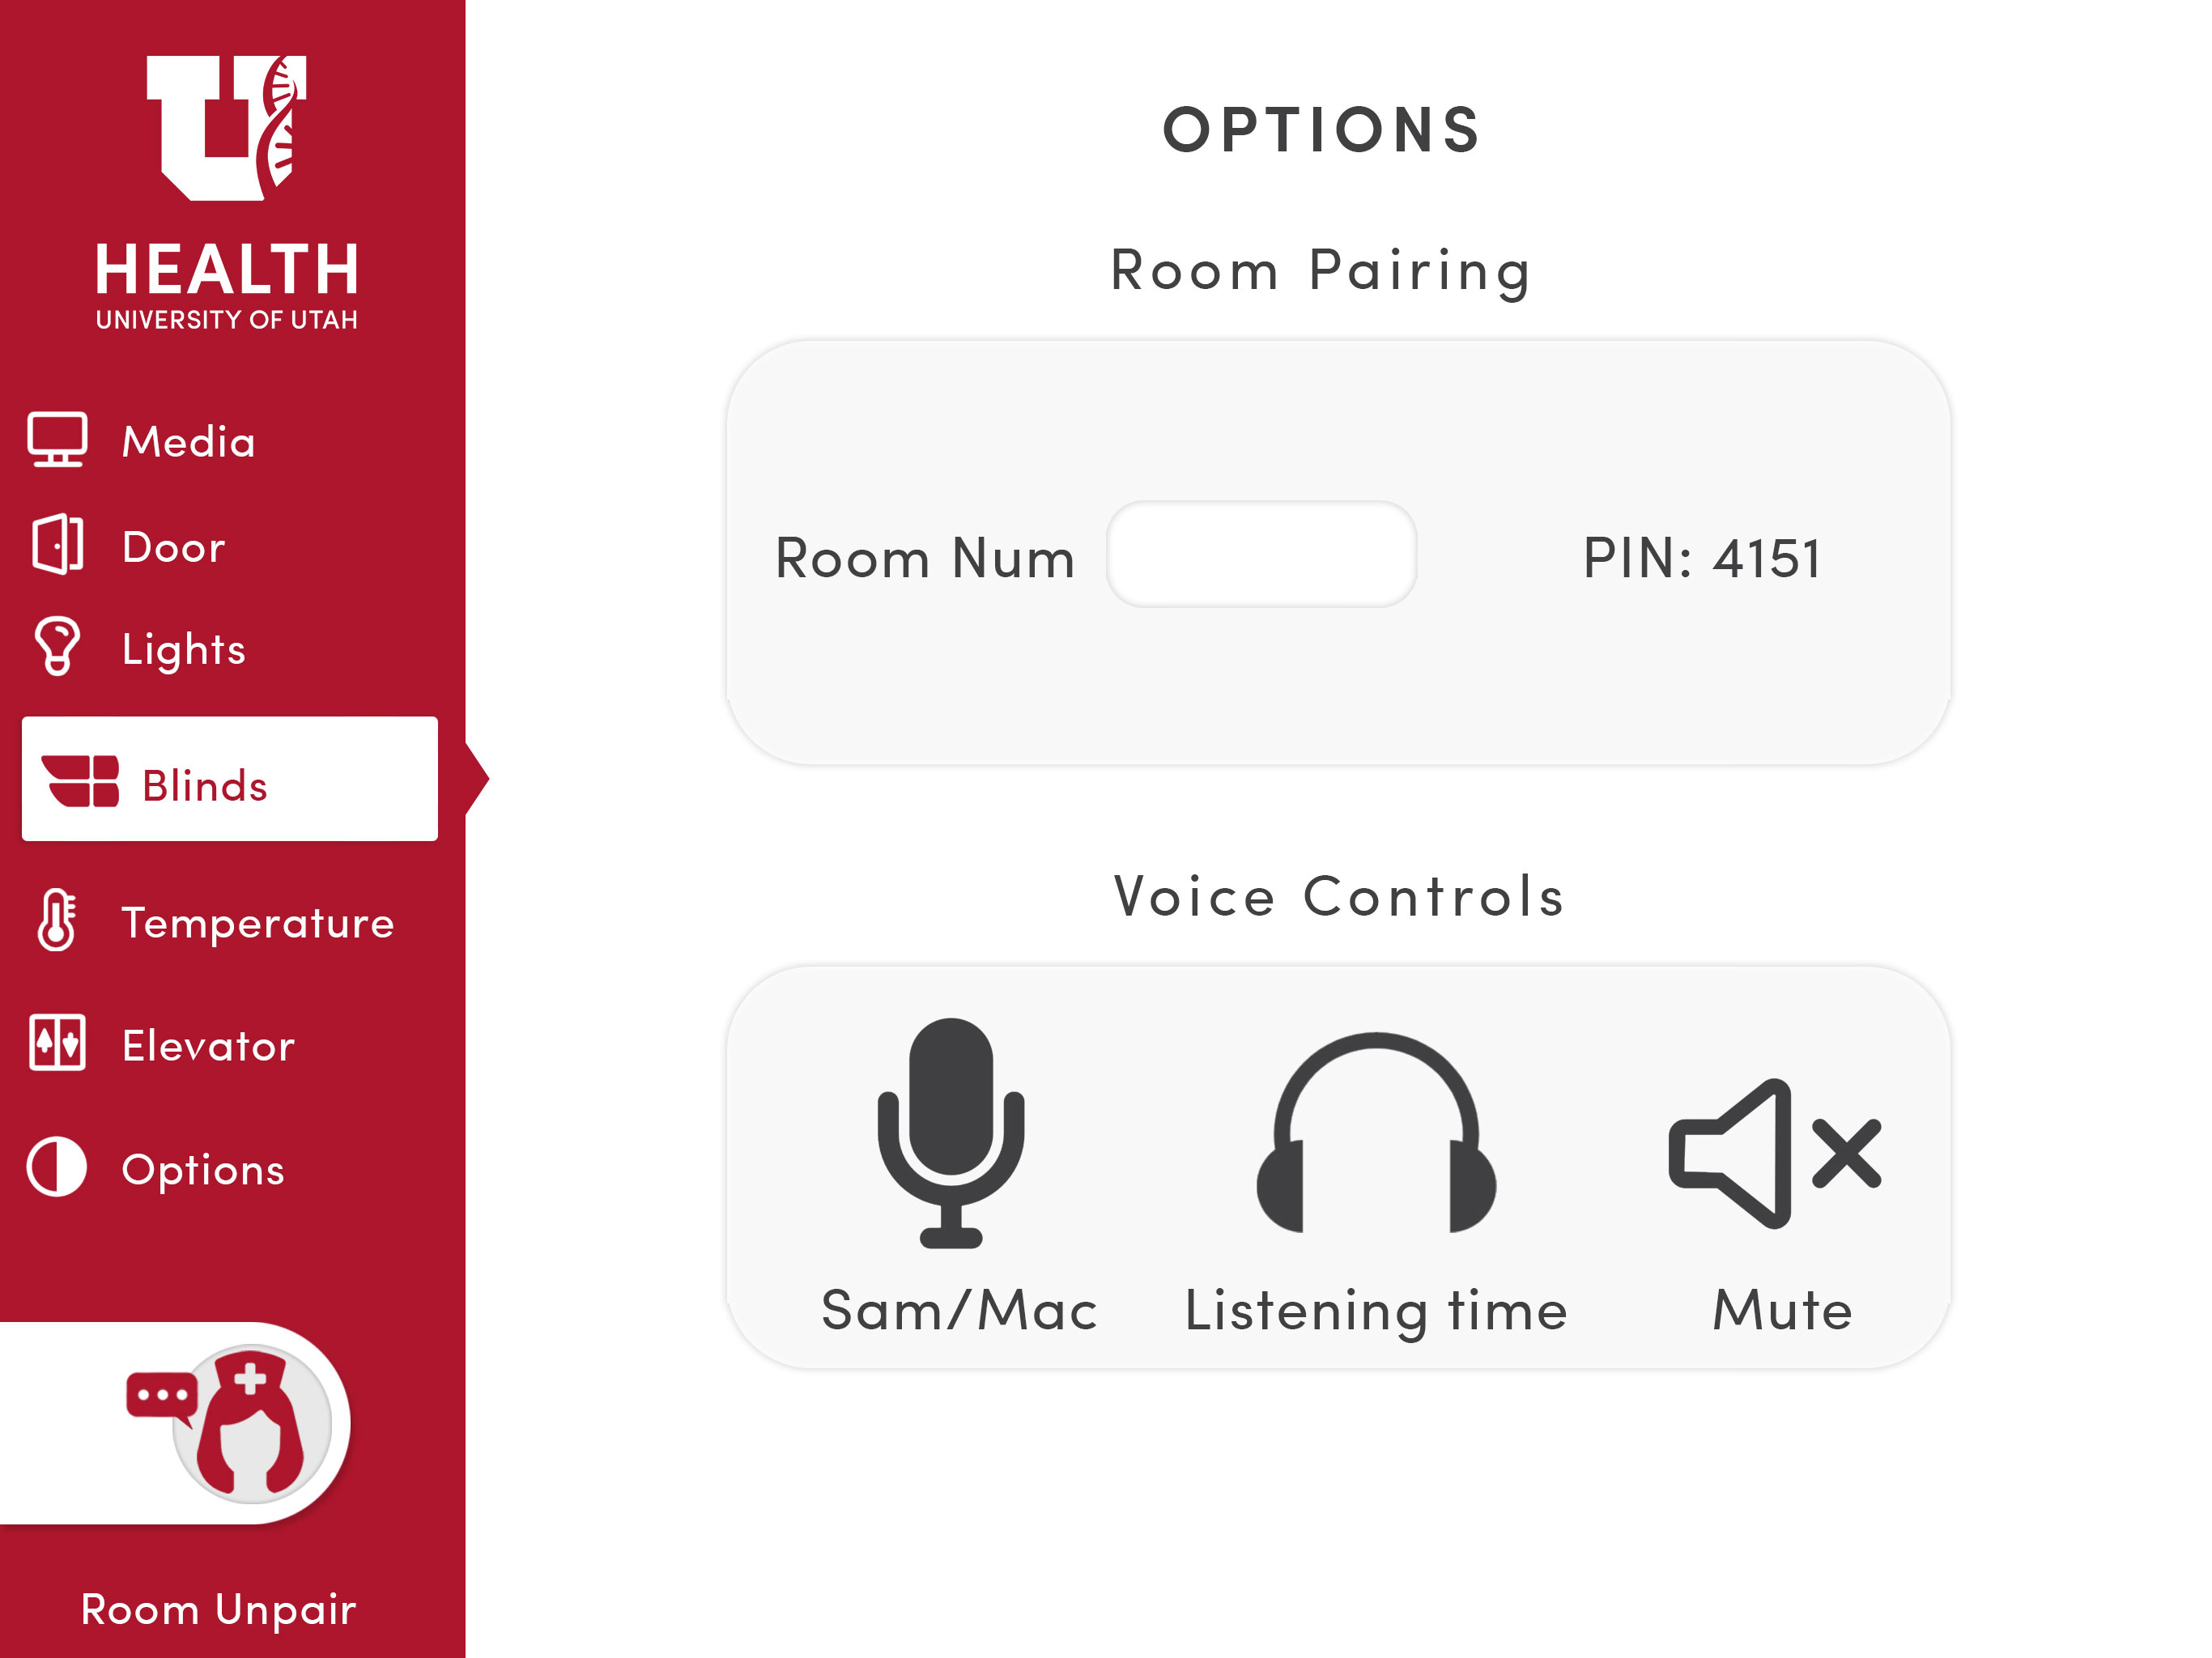 HEALTH
UNIVERSITY OF UTAH
Media
Door
Lights
Blinds
Temperature
Elevator
Options
Room Unpair
OPTIONS
Room Pairing
Room Num
PIN: 4151
Voice Controls
Sam/Mac
Listening time
Mute